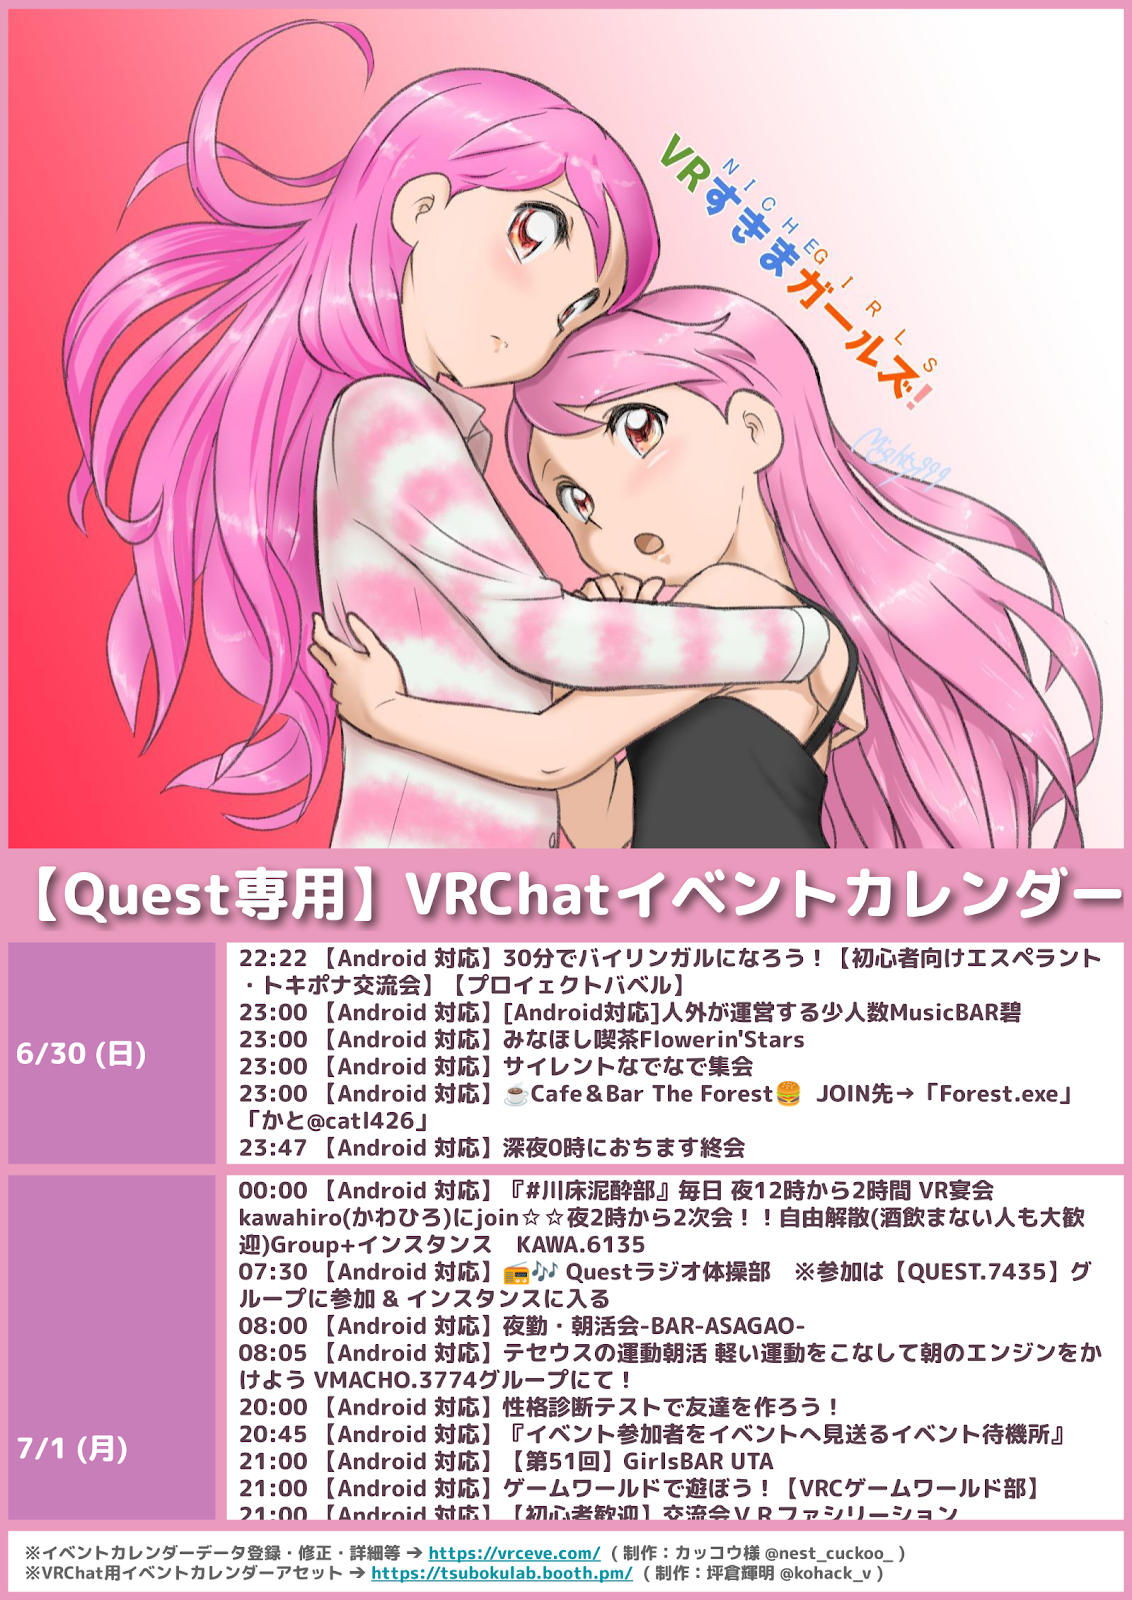 NICHE GIRLS
VRすきまガールズ!
Mighty999
【Quest専用】VRChatイベントカレンダー
6/30 (日)
22:22 【Android 対応】30分でバイリンガルになろう！【初心者向けエスペラント
・トキポナ交流会】【プロイェクトバベル】
23:00 【Android 対応】[Android対応]人外が運営する少人数MusicBAR碧
23:00 【Android 対応】みなほし喫茶Flowerin'Stars
23:00 【Android 対応】サイレントなでなで集会
23:00 【Android 対応】☕Cafe＆Bar The Forest🍔 JOIN先→「Forest.exe」
「かと@catl426」
23:47 【Android 対応】深夜0時におちます終会
7/1 (月)
00:00 【Android 対応】『#川床泥酔部』毎日 夜12時から2時間 VR宴会
kawahiro(かわひろ)にjoin☆☆夜2時から2次会！！自由解散(酒飲まない人も大歓
迎)Group+インスタンス　KAWA.6135
07:30 【Android 対応】📻🎶 Questラジオ体操部　※参加は【QUEST.7435】グ
ループに参加 & インスタンスに入る
08:00 【Android 対応】夜勤・朝活会-BAR-ASAGAO-
08:05 【Android 対応】テセウスの運動朝活 軽い運動をこなして朝のエンジンをか
けよう VMACHO.3774グループにて！
20:00 【Android 対応】性格診断テストで友達を作ろう！
20:45 【Android 対応】『イベント参加者をイベントへ見送るイベント待機所』
21:00 【Android 対応】【第51回】GirlsBAR UTA
21:00 【Android 対応】ゲームワールドで遊ぼう！【VRCゲームワールド部】
21:00 【Android 対応】【初心者歓迎】交流会ＶＲファシリーション
※イベントカレンダーデータ登録・修正・詳細等 → https://vrceve.com/ ( 制作：カッコウ様 @nest_cuckoo_ )
※VRChat用イベントカレンダーアセット → https://tsubokulab.booth.pm/ ( 制作：坪倉輝明 @kohack_v )